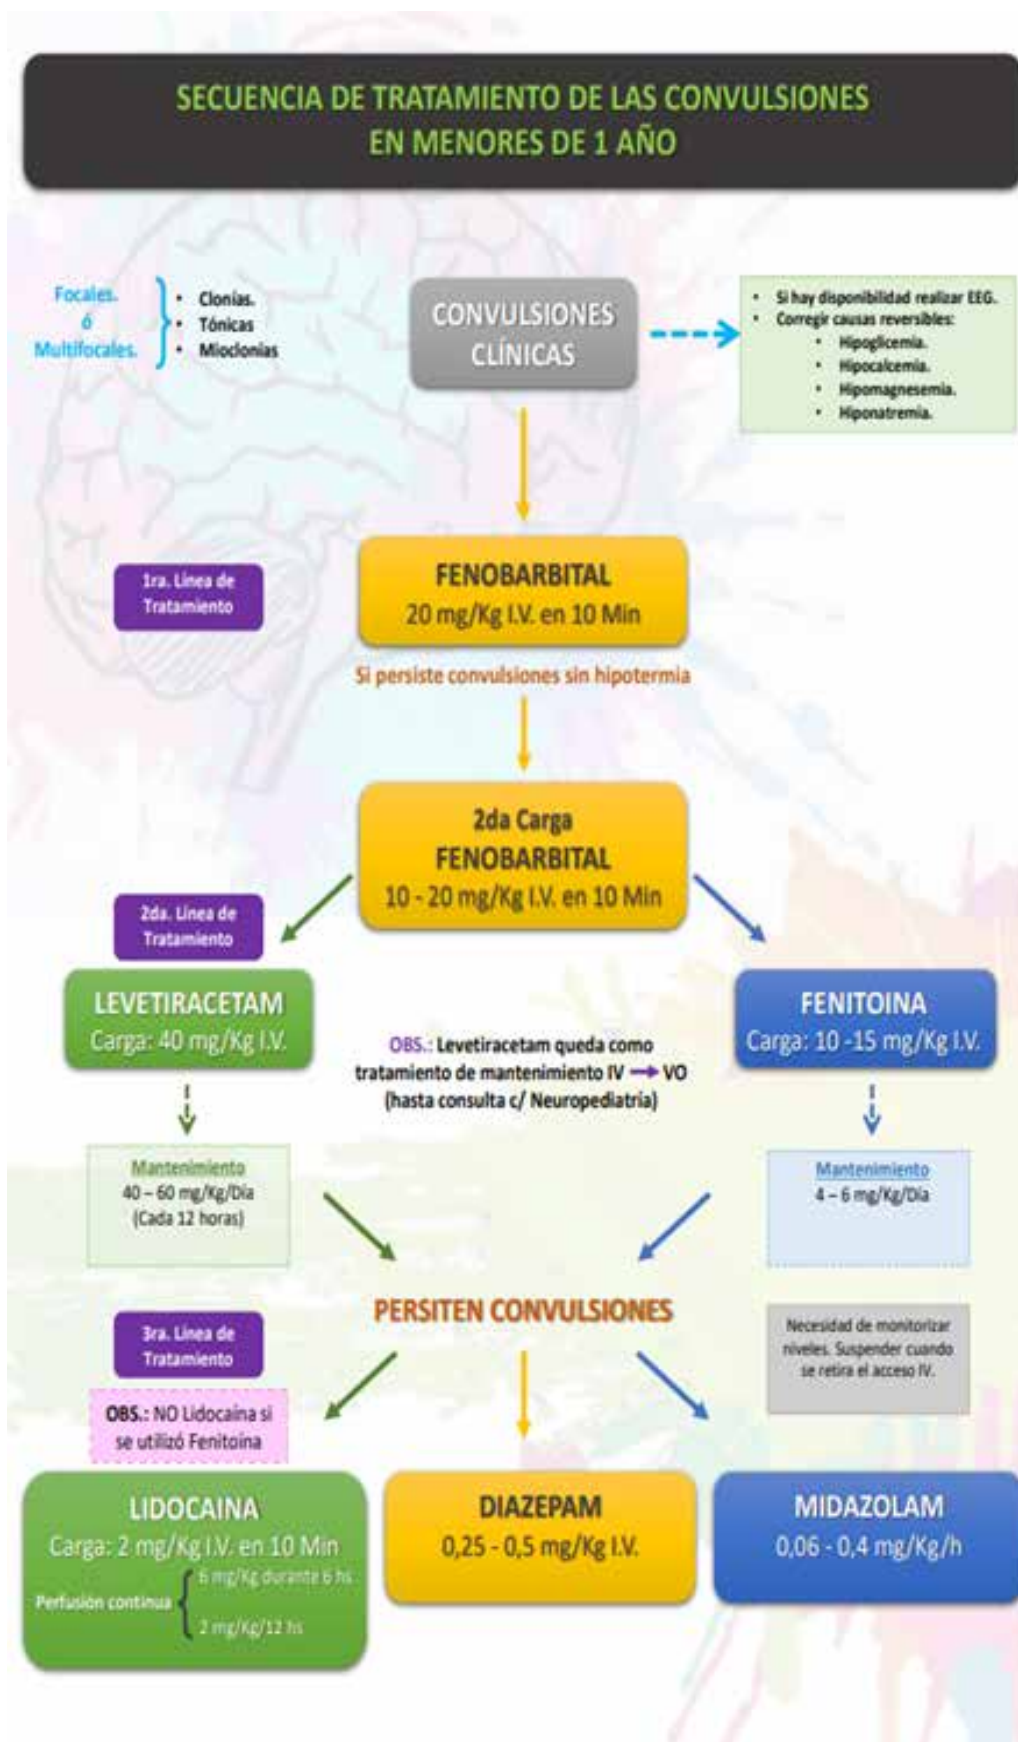 SECUENCIA DE TRATAMIENTO DE LAS CONVULSIONES
EN MENORES DE 1 AÑO
Focales.
ó
Multifocales.
• Clonías.
• Tónicas
• Mioclonias
CONVULSIONES
CLÍNICAS
• Si hay disponibilidad realizar EEG.
• Corregir causas reversibles:
• Hipoglicemia.
• Hipocalcemia.
• Hipomagnesemia.
• Hiponatremia.
1ra. Linea de
Tratamiento
FENOBARBITAL
20 mg/Kg I.V. en 10 Min
Si persiste convulsiones sin hipotermia
2da Carga
FENOBARBITAL
10 - 20 mg/Kg I.V. en 10 Min
2da. Linea de
Tratamiento
LEVETIRACETAM
Carga: 40 mg/Kg I.V.
FENITOINA
Carga: 10 -15 mg/Kg I.V.
OBS.: Levetiracetam queda como
tratamiento de mantenimiento IV → VO
(hasta consulta c/ Neuropediatría)
Mantenimiento
40 – 60 mg/Kg/Día
(Cada 12 horas)
Mantenimiento
4 – 6 mg/Kg/Día
PERSITEN CONVULSIONES
3ra. Linea de
Tratamiento
Necesidad de monitorizar
niveles. Suspender cuando
se retira el acceso IV.
OBS.: NO Lidocaina si
se utilizó Fenitoina
LIDOCAINA
Carga: 2 mg/Kg I.V. en 10 Min
Perfusión continua
6 mg/Kg durante 6 hs
2 mg/Kg/12 hs
DIAZEPAM
0,25 - 0,5 mg/Kg I.V.
MIDAZOLAM
0,06 - 0,4 mg/Kg/h